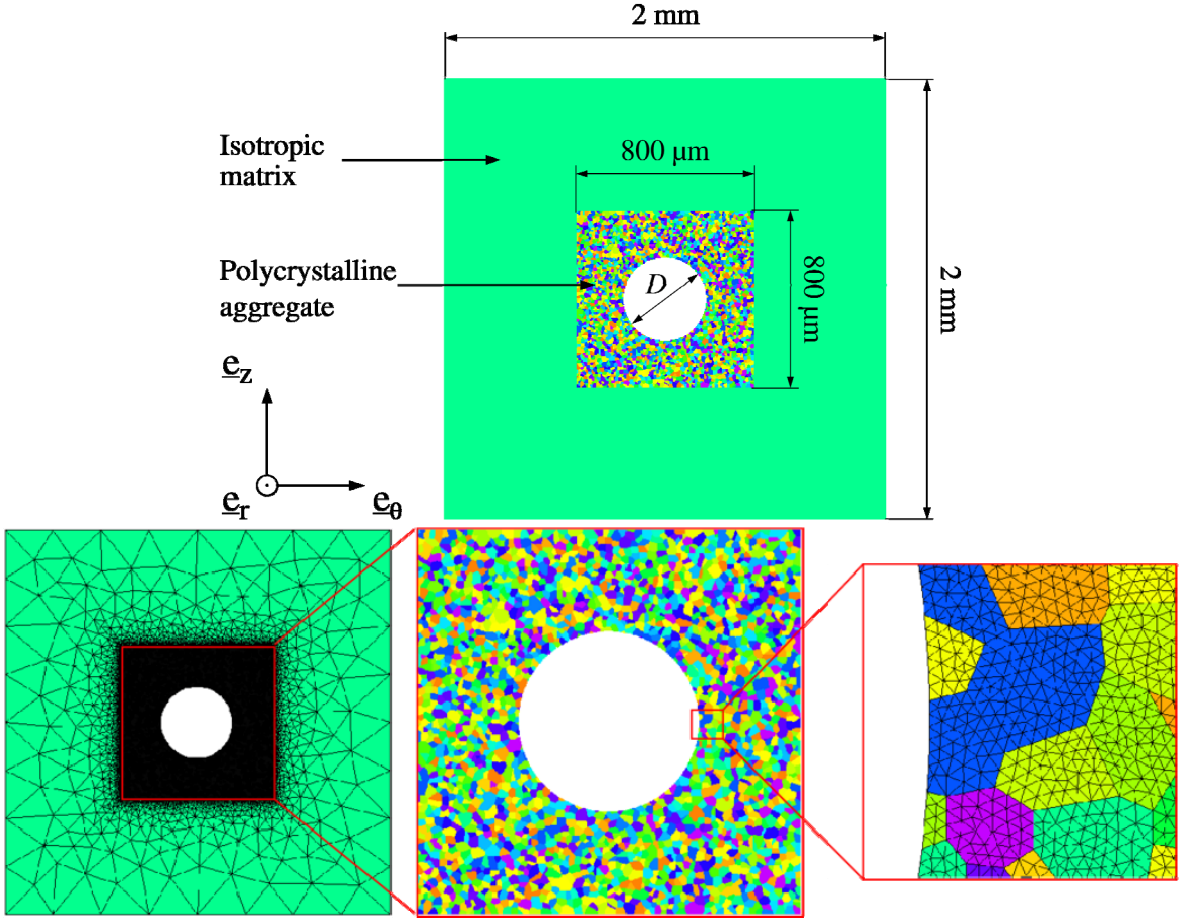 2 mm
Isotropic
matrix
800 µm
Polycrystalline
aggregate
D
800 µm
2 mm
e_z
e_r
e_θ